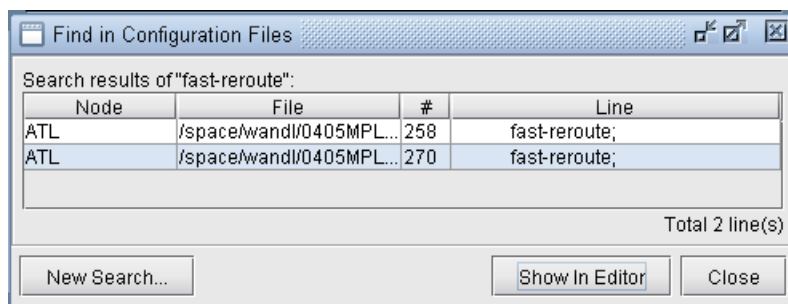 Find in Configuration Files
Search results of "fast-reroute":
Node File # Line
ATL /space/wandl/0405MPL... 258 fast-reroute;
ATL /space/wandl/0405MPL... 270 fast-reroute;
Total 2 line(s)
New Search... Show In Editor Close